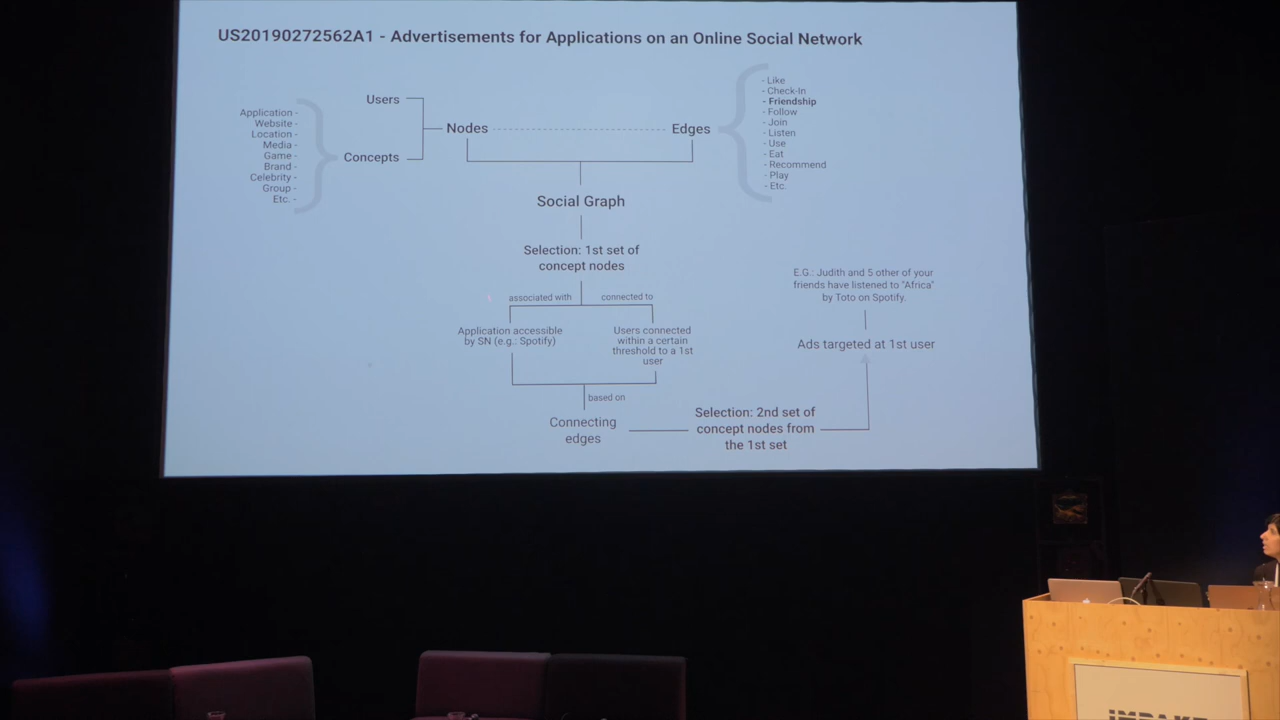 US20190272562A1 - Advertisements for Applications on an Online Social Network
Users
Concepts
Application -
Website -
Location -
Media -
Game -
Brand -
Celebrity -
Group -
Etc. -
Nodes
Edges
- Like
- Check-In
- Friendship
- Follow
- Join
- Listen
- Use
- Eat
- Recommend
- Play
- Etc.
Social Graph
Selection: 1st set of
concept nodes
associated with
connected to
Application accessible
by SN (e.g.: Spotify)
Users connected
within a certain
threshold to a 1st
user
based on
Connecting
edges
Selection: 2nd set of
concept nodes from
the 1st set
Ads targeted at 1st user
E.G.: Judith and 5 other of your
friends have listened to "Africa"
by Toto on Spotify.